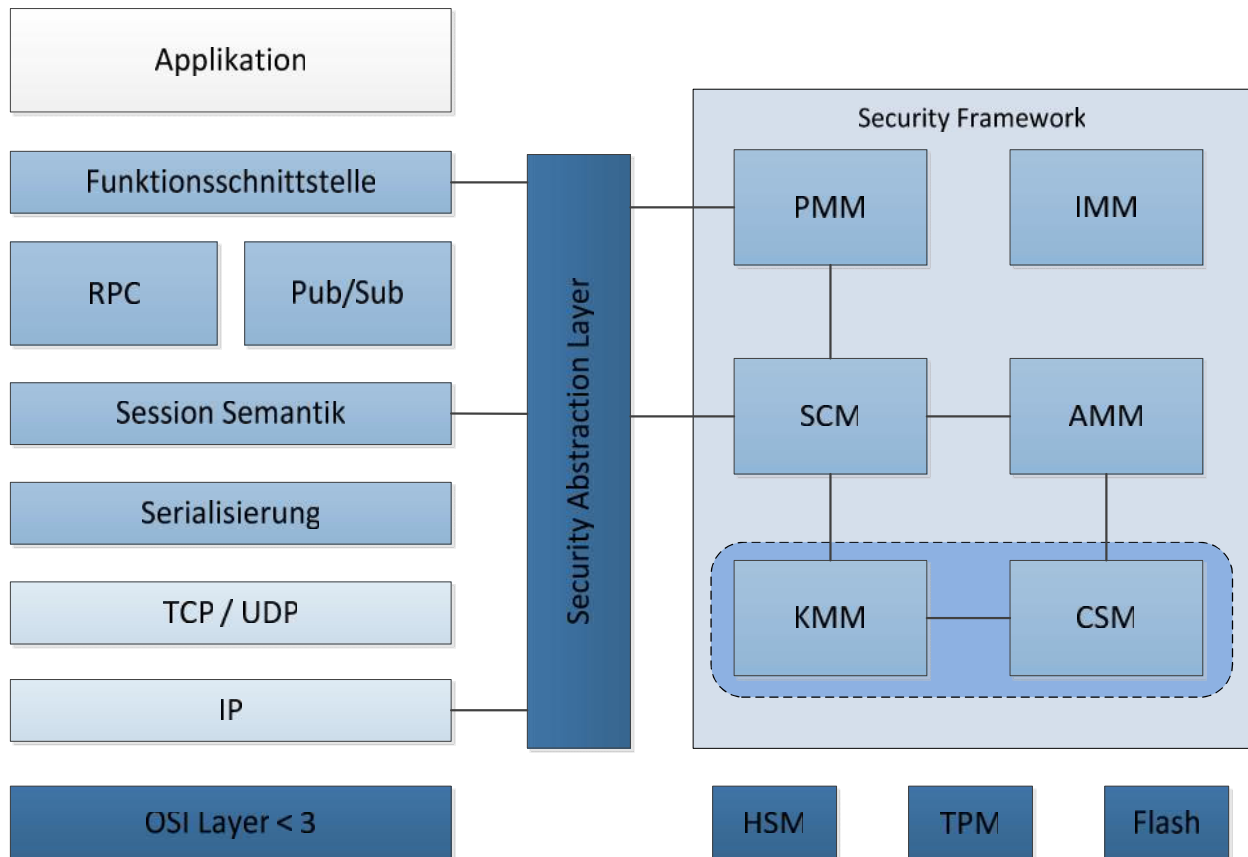 Applikation
Funktionsschnittstelle
RPC
Pub/Sub
Session Semantik
Serialisierung
TCP / UDP
IP
OSI Layer < 3
Security Abstraction Layer
Security Framework
PMM
IMM
SCM
AMM
KMM
CSM
HSM
TPM
Flash